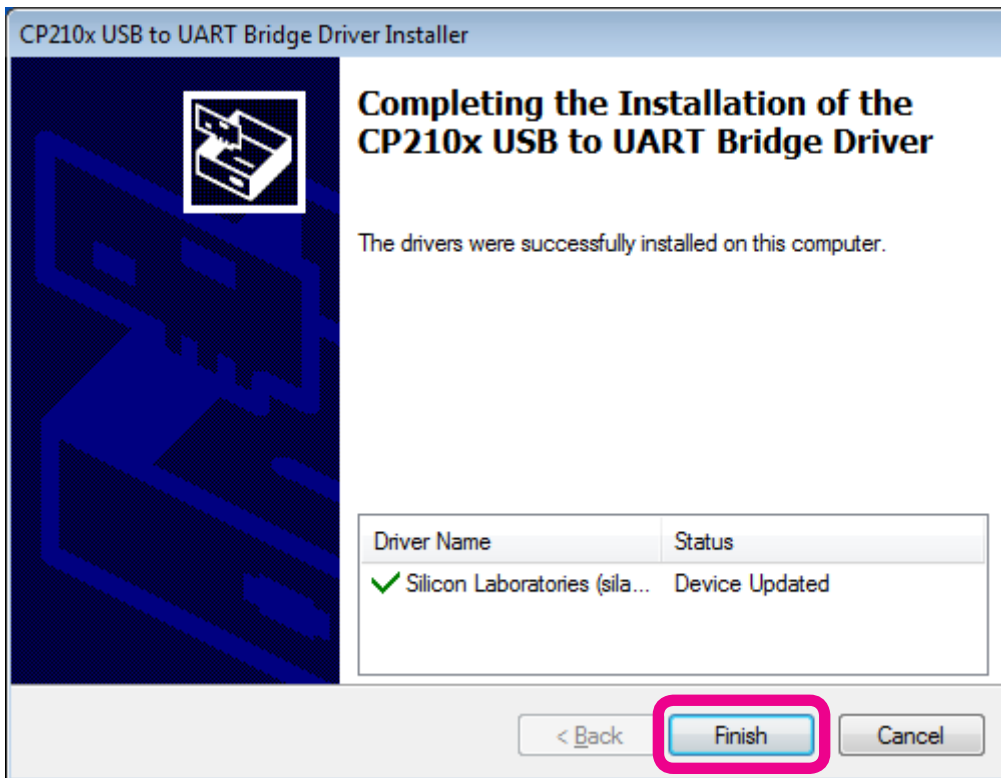 CP210x USB to UART Bridge Driver Installer
Completing the Installation of the
CP210x USB to UART Bridge Driver
The drivers were successfully installed on this computer.
Driver Name Status
Silicon Laboratories (sila... Device Updated
< Back Finish Cancel